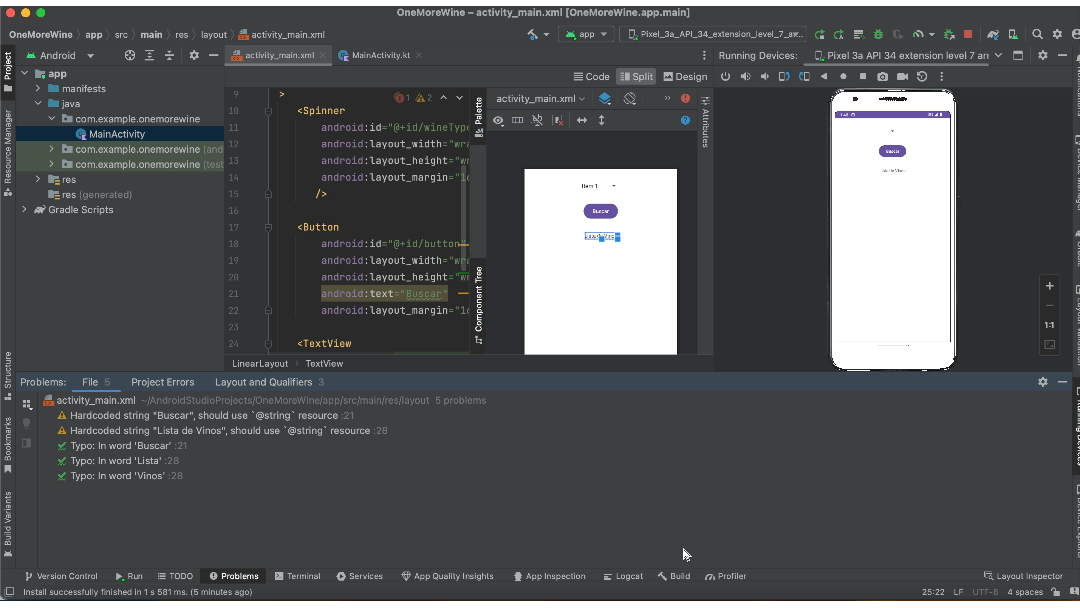 OneMoreWine – activity_main.xml [OneMoreWine.app.main]
OneMoreWine app src main res layout activity_main.xml app Pixel_3a_API_34_extension_level_7_ar...
Android activity_main.xml MainActivity.kt Running Devices: Pixel 3a API 34 extension level 7 arr
Code Split Design
Project
Resource Manager
Structure
Bookmarks
Build Variants
app
manifests
java
com.example.onemorewine
MainActivity
com.example.onemorewine (and
com.example.onemorewine (test
res
res (generated)
Gradle Scripts
1 2
9 >
10 <Spinner
11 android:id="@+id/wineType
12 android:layout_width="wra
13 android:layout_height="wr
14 android:layout_margin="1
15 />
16
17 <Button
18 android:id="@+id/button"
19 android:layout_width="wra
20 android:layout_height="wr
21 android:text="Buscar"
22 android:layout_margin="1
23
24 <TextView
LinearLayout TextView
Palette
Component Tree
activity_main.xml
Attributes
Item 1
Buscar
Buscar
1:1
Problems: File 5 Project Errors Layout and Qualifiers 3
activity_main.xml ~/AndroidStudioProjects/OneMoreWine/app/src/main/res/layout 5 problems
Hardcoded string "Buscar", should use `@string` resource :21
Hardcoded string "Lista de Vinos", should use `@string` resource :28
Typo: In word 'Buscar' :21
Typo: In word 'Lista' :28
Typo: In word 'Vinos' :28
Version Control Run TODO Problems Terminal Services App Quality Insights App Inspection Logcat Build Profiler Layout Inspector
Install successfully finished in 1 s 581 ms. (5 minutes ago) 25:22 LF UTF-8 4 spaces